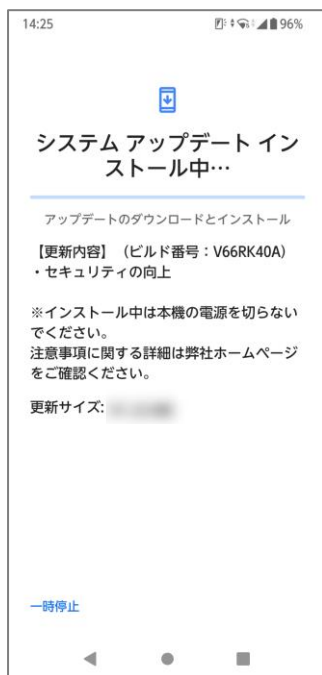 14:25
96%
システム アップデート イン
ストール中…
アップデートのダウンロードとインストール
【更新内容】（ビルド番号：V66RK40A）
・セキュリティの向上
※インストール中は本機の電源を切らない
でください。
注意事項に関する詳細は弊社ホームページ
をご確認ください。
更新サイズ:
一時停止